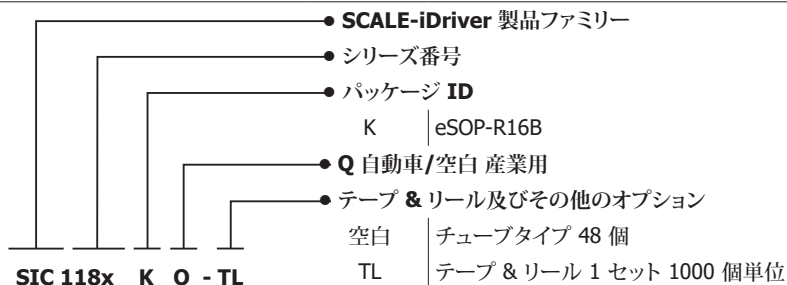 SCALE-iDriver 製品ファミリー
シリーズ番号
パッケージ ID
K eSOP-R16B
Q 自動車/空白 産業用
テープ & リール及びその他のオプション
空白 チューブタイプ 48 個
TL テープ & リール 1 セット 1000 個単位
SIC 118x K Q - TL